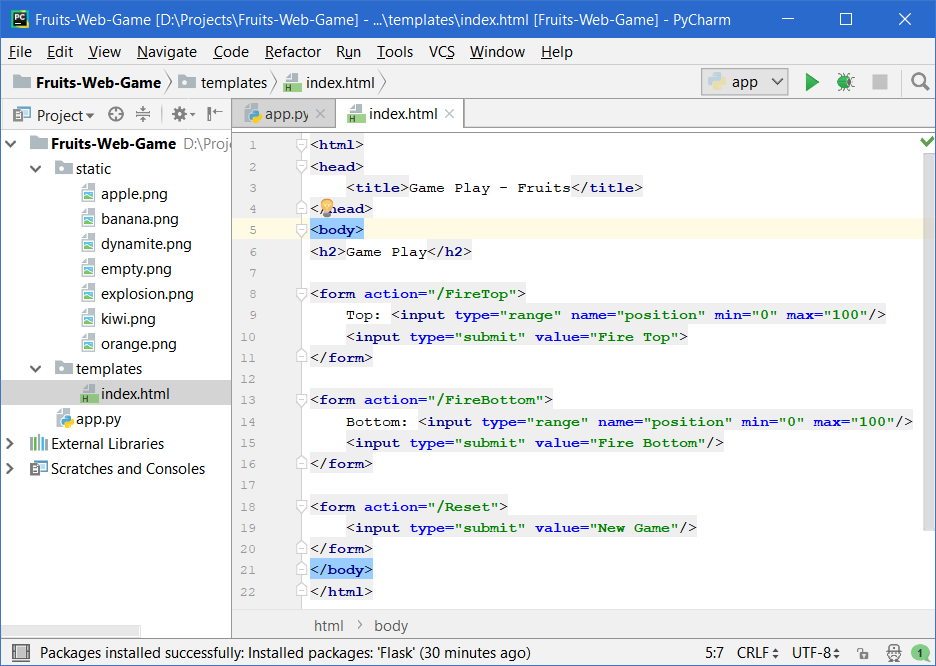 Fruits-Web-Game [D:\Projects\Fruits-Web-Game] - ...\templates\index.html [Fruits-Web-Game] - PyCharm
File Edit View Navigate Code Refactor Run Tools VCS Window Help
Fruits-Web-Game templates index.html app
Project app.py index.html
Fruits-Web-Game D:\Proj
static
apple.png
banana.png
dynamite.png
empty.png
explosion.png
kiwi.png
orange.png
templates
index.html
app.py
External Libraries
Scratches and Consoles
1 <html>
2 <head>
3 <title>Game Play - Fruits</title>
4 </head>
5 <body>
6 <h2>Game Play</h2>
7
8 <form action="/FireTop">
9 Top: <input type="range" name="position" min="0" max="100"/>
10 <input type="submit" value="Fire Top">
11 </form>
12
13 <form action="/FireBottom">
14 Bottom: <input type="range" name="position" min="0" max="100"/>
15 <input type="submit" value="Fire Bottom"/>
16 </form>
17
18 <form action="/Reset">
19 <input type="submit" value="New Game"/>
20 </form>
21 </body>
22 </html>
html body
Packages installed successfully: Installed packages: 'Flask' (30 minutes ago) 5:7 CRLF UTF-8 1